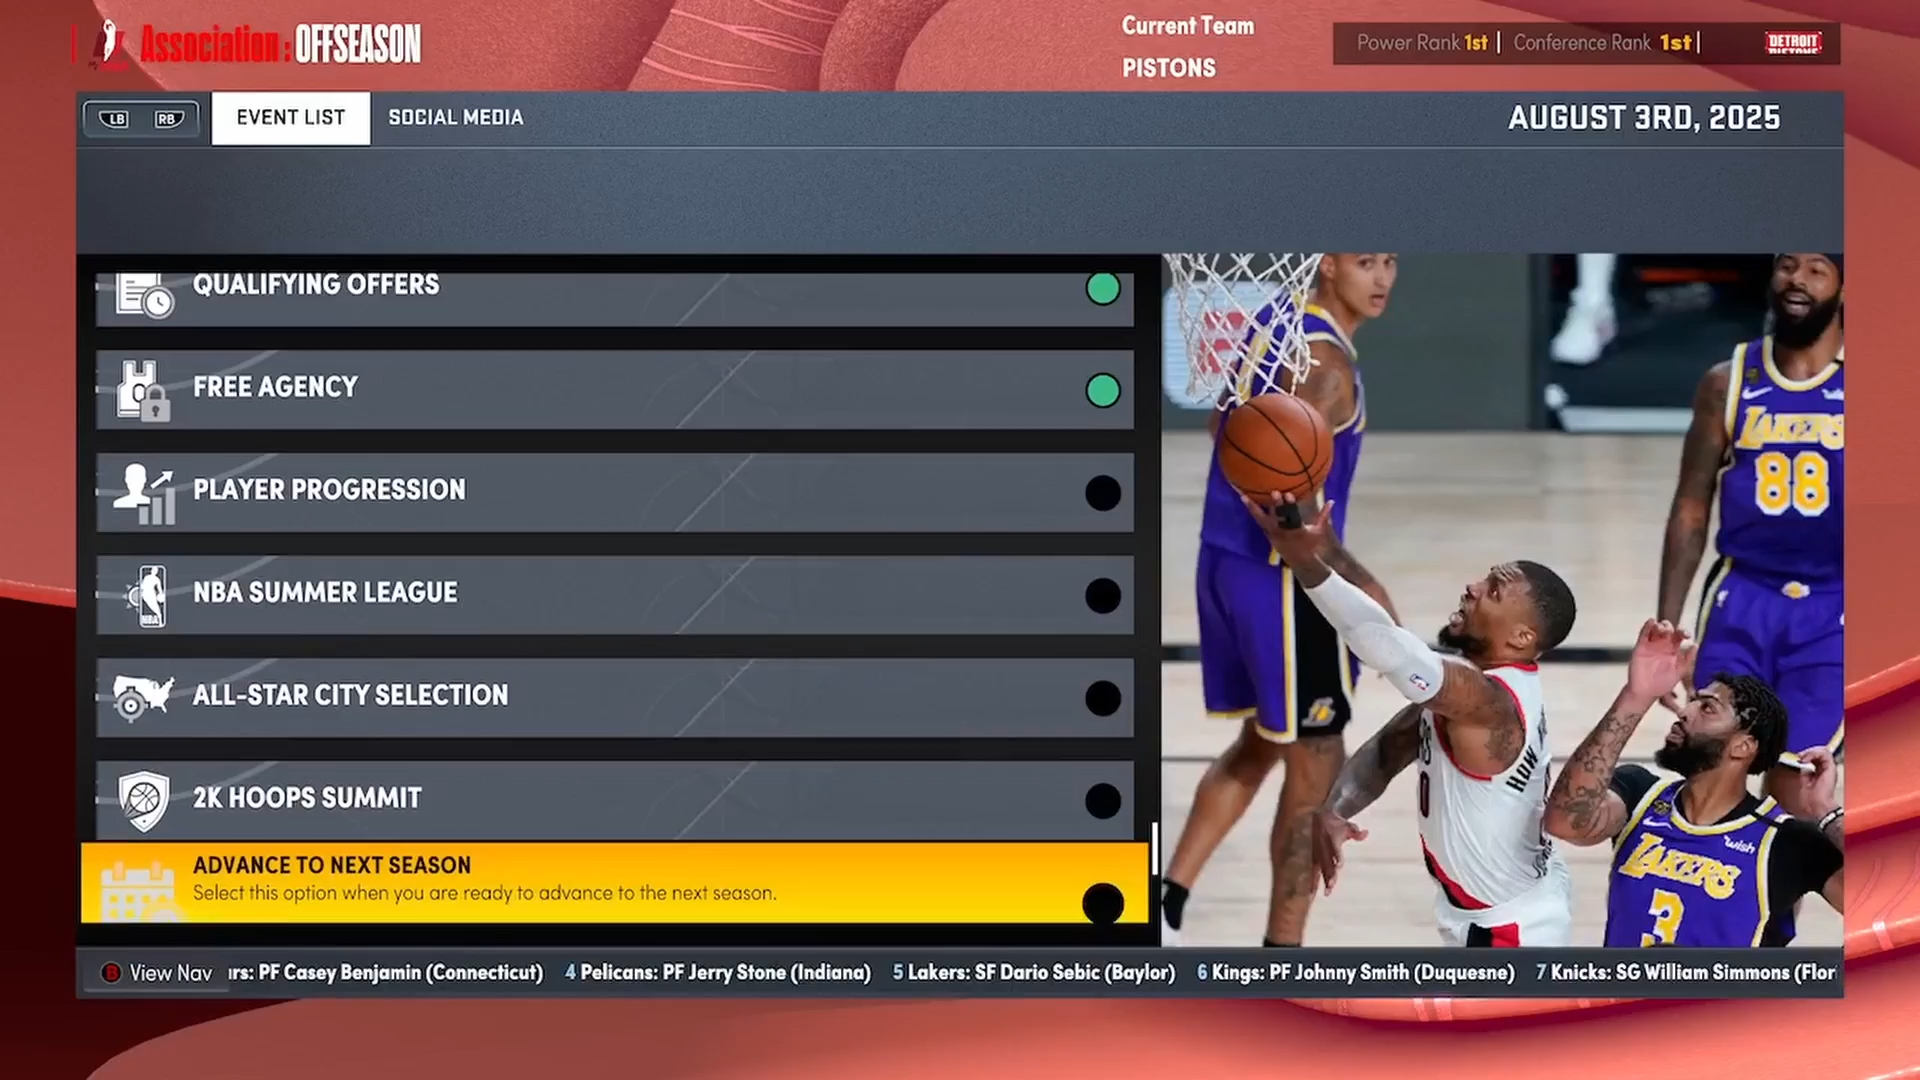 Association: OFFSEASON
Current Team
PISTONS
Power Rank 1st | Conference Rank 1st |
DETROIT
PISTONS
LB RB EVENT LIST SOCIAL MEDIA
AUGUST 3RD, 2025
QUALIFYING OFFERS
FREE AGENCY
PLAYER PROGRESSION
NBA SUMMER LEAGUE
ALL-STAR CITY SELECTION
2K HOOPS SUMMIT
ADVANCE TO NEXT SEASON
Select this option when you are ready to advance to the next season.
LAKERS
88
LAKERS
3
wish
B View Nav
rs: PF Casey Benjamin (Connecticut) 4 Pelicans: PF Jerry Stone (Indiana) 5 Lakers: SF Dario Sebic (Baylor) 6 Kings: PF Johnny Smith (Duquesne) 7 Knicks: SG William Simmons (Flor